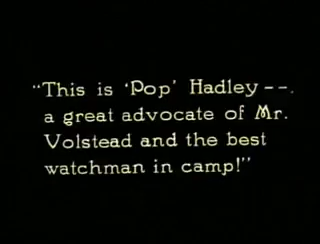 "This is 'Pop' Hadley--.
a great advocate of Mr.
Volstead and the best
watchman in camp!"